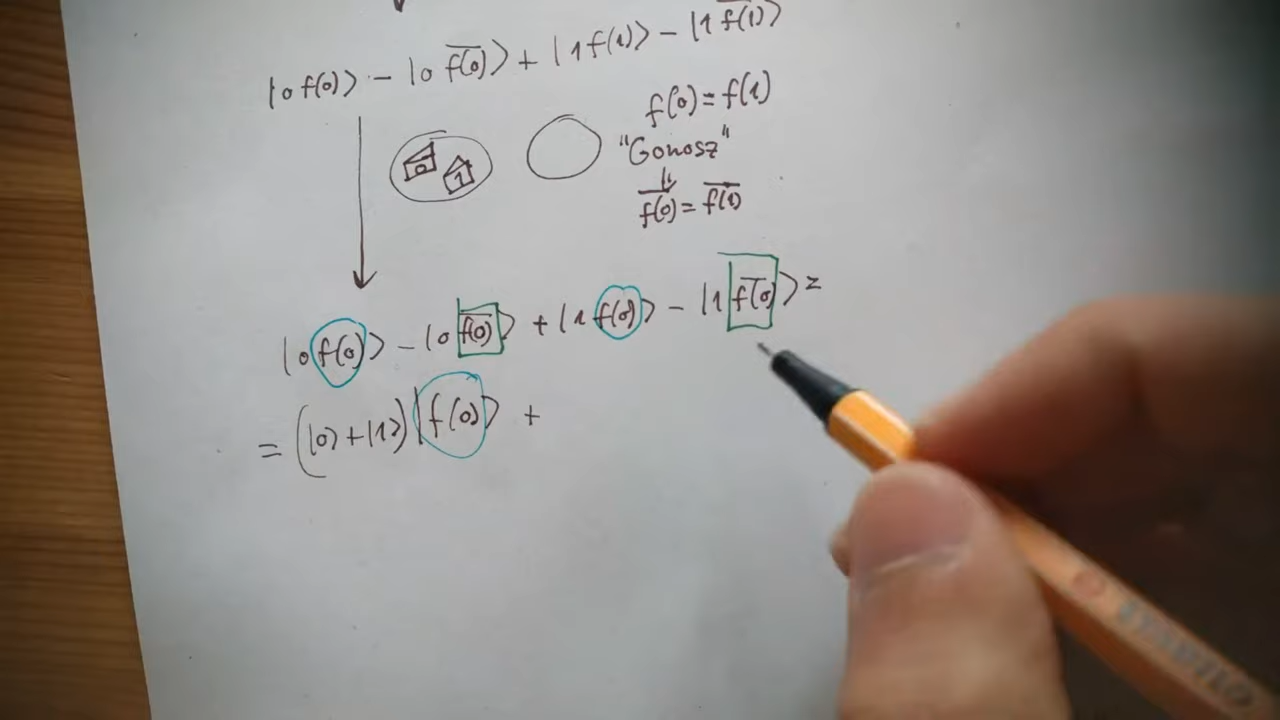 |0 f(0)⟩ - |0 f̅(̅0̅)̅⟩ + |1 f(1)⟩ - |1 f̅(̅1̅)̅⟩
f(0) = f(1)
"Gonosz"
0 1
⇓
f̅(̅0̅)̅ = f̅(̅1̅)̅
|0 f(0)⟩ - |0 f̅(̅0̅)̅⟩ + |1 f(0)⟩ - |1 f̅(̅0̅)̅⟩ =
= (|0⟩ + |1⟩) |f(0)⟩ +
STABILO